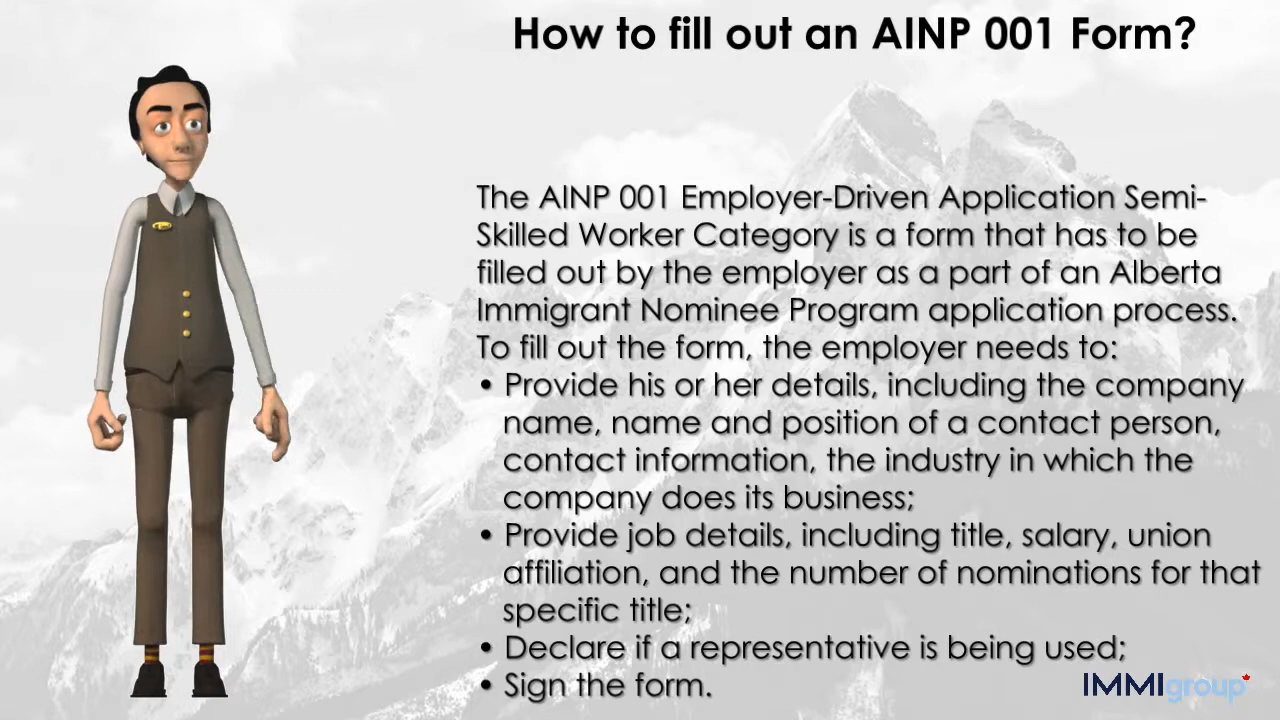 How to fill out an AINP 001 Form?
The AINP 001 Employer-Driven Application Semi-
Skilled Worker Category is a form that has to be
filled out by the employer as a part of an Alberta
Immigrant Nominee Program application process.
To fill out the form, the employer needs to:
• Provide his or her details, including the company
name, name and position of a contact person,
contact information, the industry in which the
company does its business;
• Provide job details, including title, salary, union
affiliation, and the number of nominations for that
specific title;
• Declare if a representative is being used;
• Sign the form.
IMMIgroup